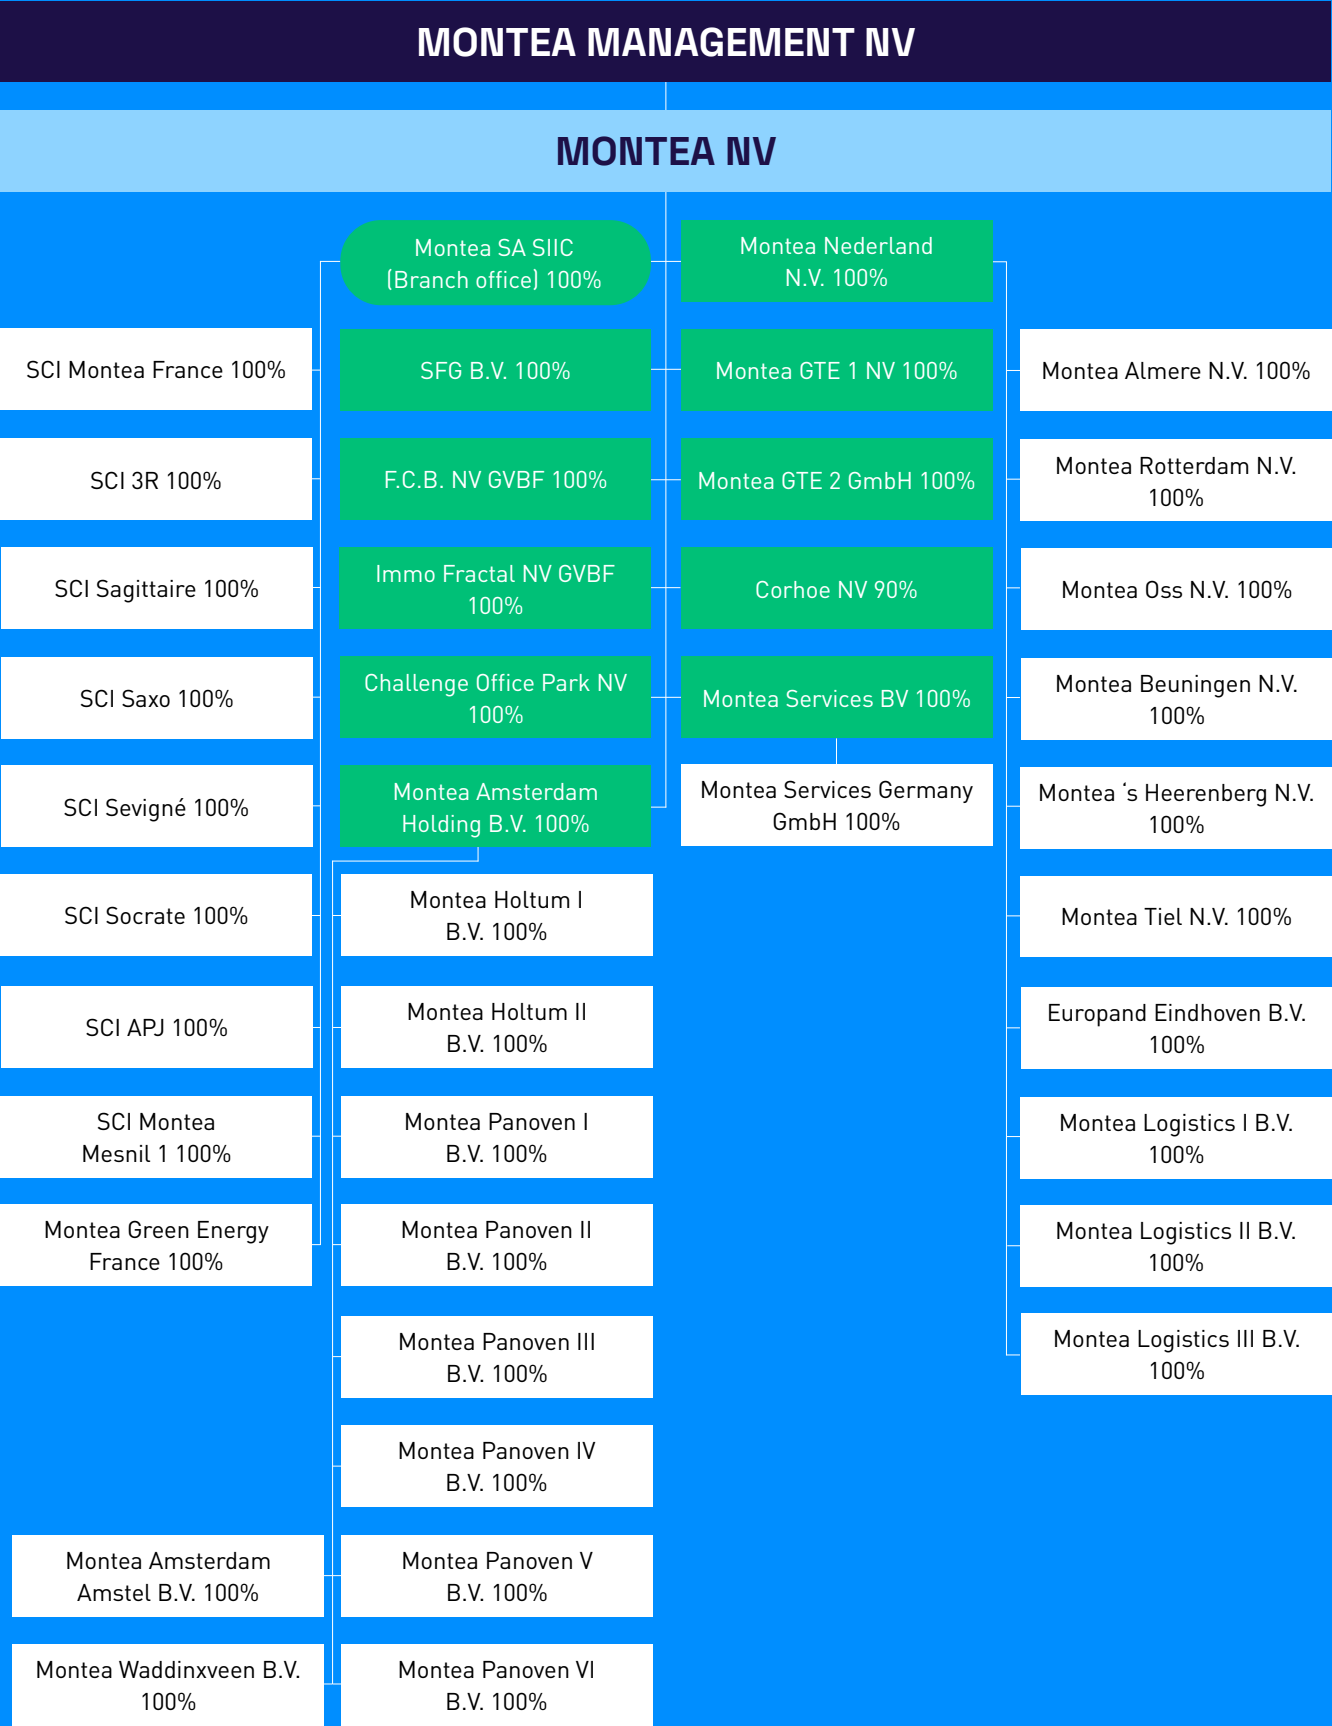 MONTEA MANAGEMENT NV
MONTEA NV
Montea SA SIIC
(Branch office) 100%
Montea Nederland
N.V. 100%
SCI Montea France 100%
SFG B.V. 100%
Montea GTE 1 NV 100%
Montea Almere N.V. 100%
SCI 3R 100%
F.C.B. NV GVBF 100%
Montea GTE 2 GmbH 100%
Montea Rotterdam N.V.
100%
SCI Sagittaire 100%
Immo Fractal NV GVBF
100%
Corhoe NV 90%
Montea Oss N.V. 100%
SCI Saxo 100%
Challenge Office Park NV
100%
Montea Services BV 100%
Montea Beuningen N.V.
100%
SCI Sevigné 100%
Montea Amsterdam
Holding B.V. 100%
Montea Services Germany
GmbH 100%
Montea ‘s Heerenberg N.V.
100%
SCI Socrate 100%
Montea Holtum I
B.V. 100%
Montea Tiel N.V. 100%
SCI APJ 100%
Montea Holtum II
B.V. 100%
Europand Eindhoven B.V.
100%
SCI Montea
Mesnil 1 100%
Montea Panoven I
B.V. 100%
Montea Logistics I B.V.
100%
Montea Green Energy
France 100%
Montea Panoven II
B.V. 100%
Montea Logistics II B.V.
100%
Montea Panoven III
B.V. 100%
Montea Logistics III B.V.
100%
Montea Panoven IV
B.V. 100%
Montea Amsterdam
Amstel B.V. 100%
Montea Panoven V
B.V. 100%
Montea Waddinxveen B.V.
100%
Montea Panoven VI
B.V. 100%